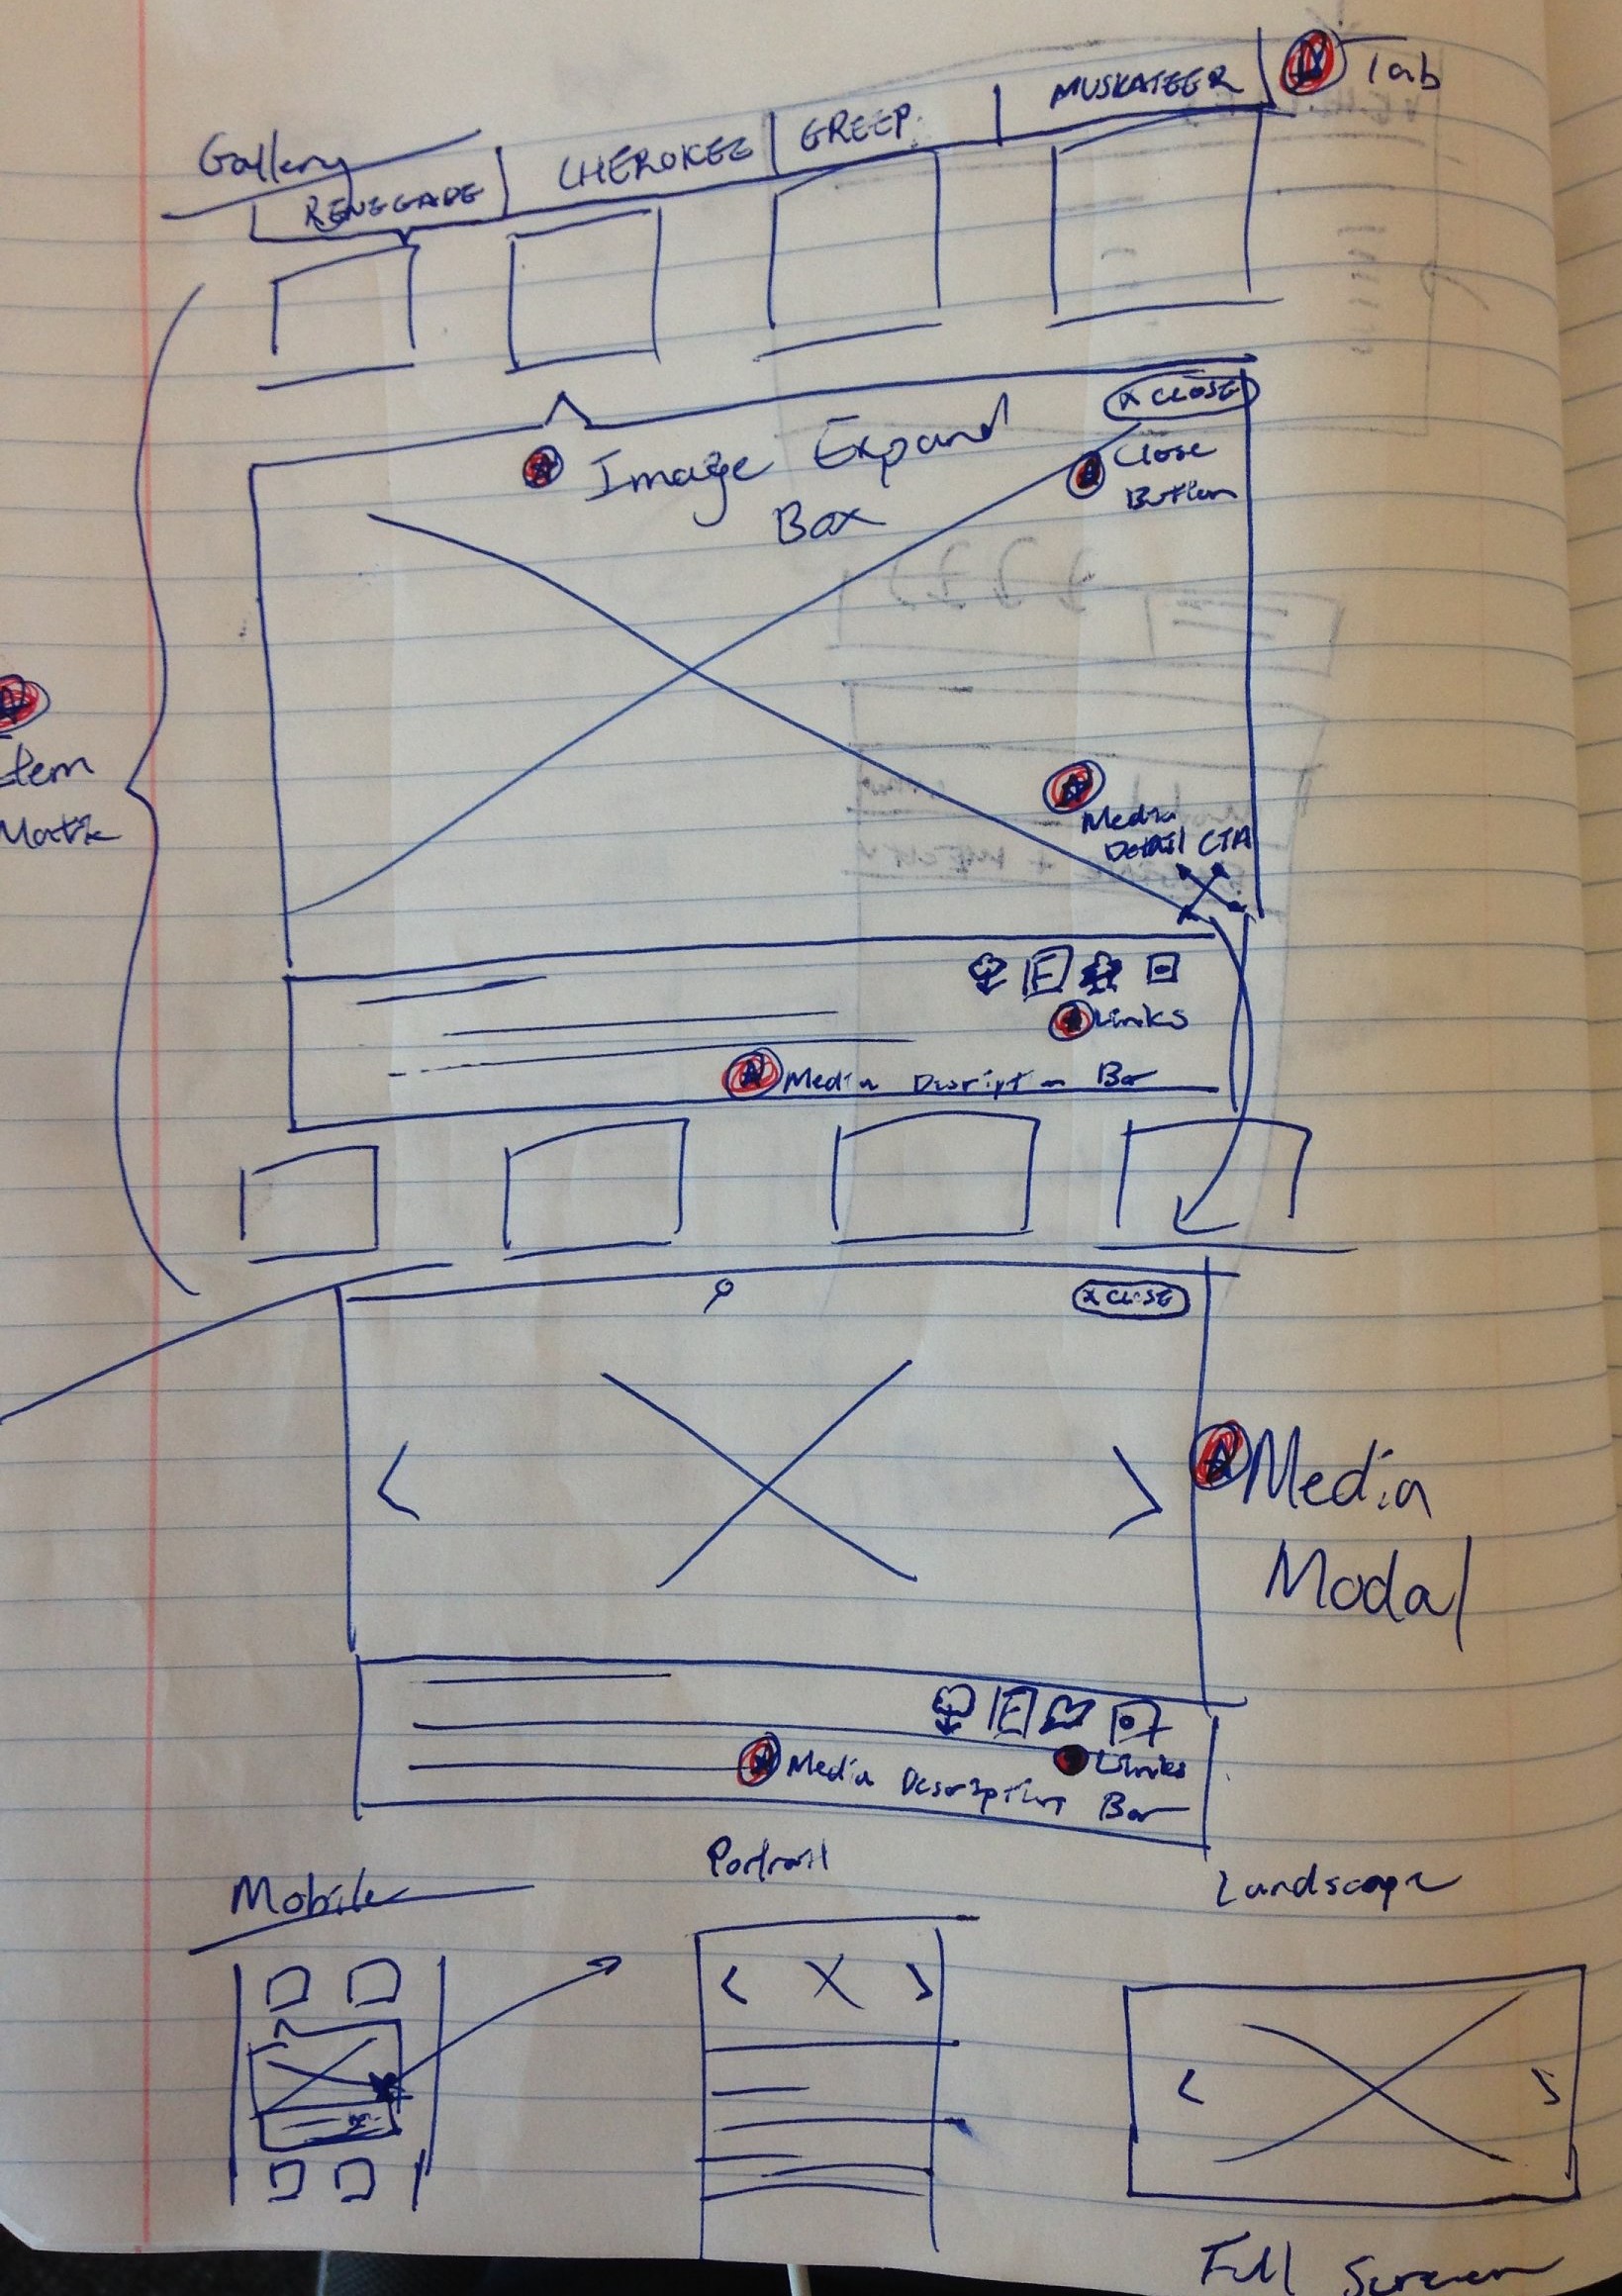 Tab
Gallery
RENEGADE
CHEROKEE
GREEP.
MUSKATEER
X CLOSE
Image Expand
Box
Close
Button
Item
Matrix
Media
Detail CTA
F
Links
Media Descript Bar
X CLOSE
Media
Modal
F
Links
Media Description Bar
Mobile
Portrait
Landscape
Full Screen